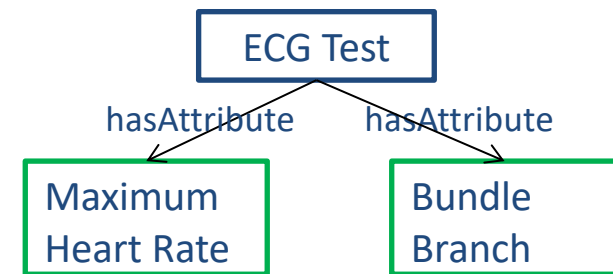 ECG Test
hasAttribute hasAttribute
Maximum
Heart Rate
Bundle
Branch